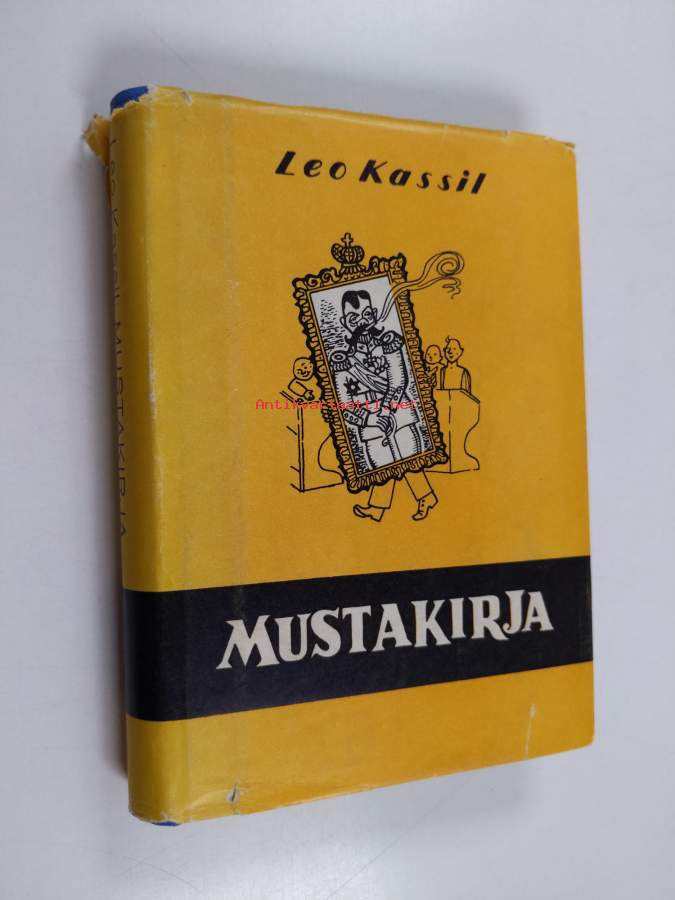 Leo Kassil
Antikvariaatti.net
MUSTAKIRJA
Leo Kassil MUSTAKIRJA